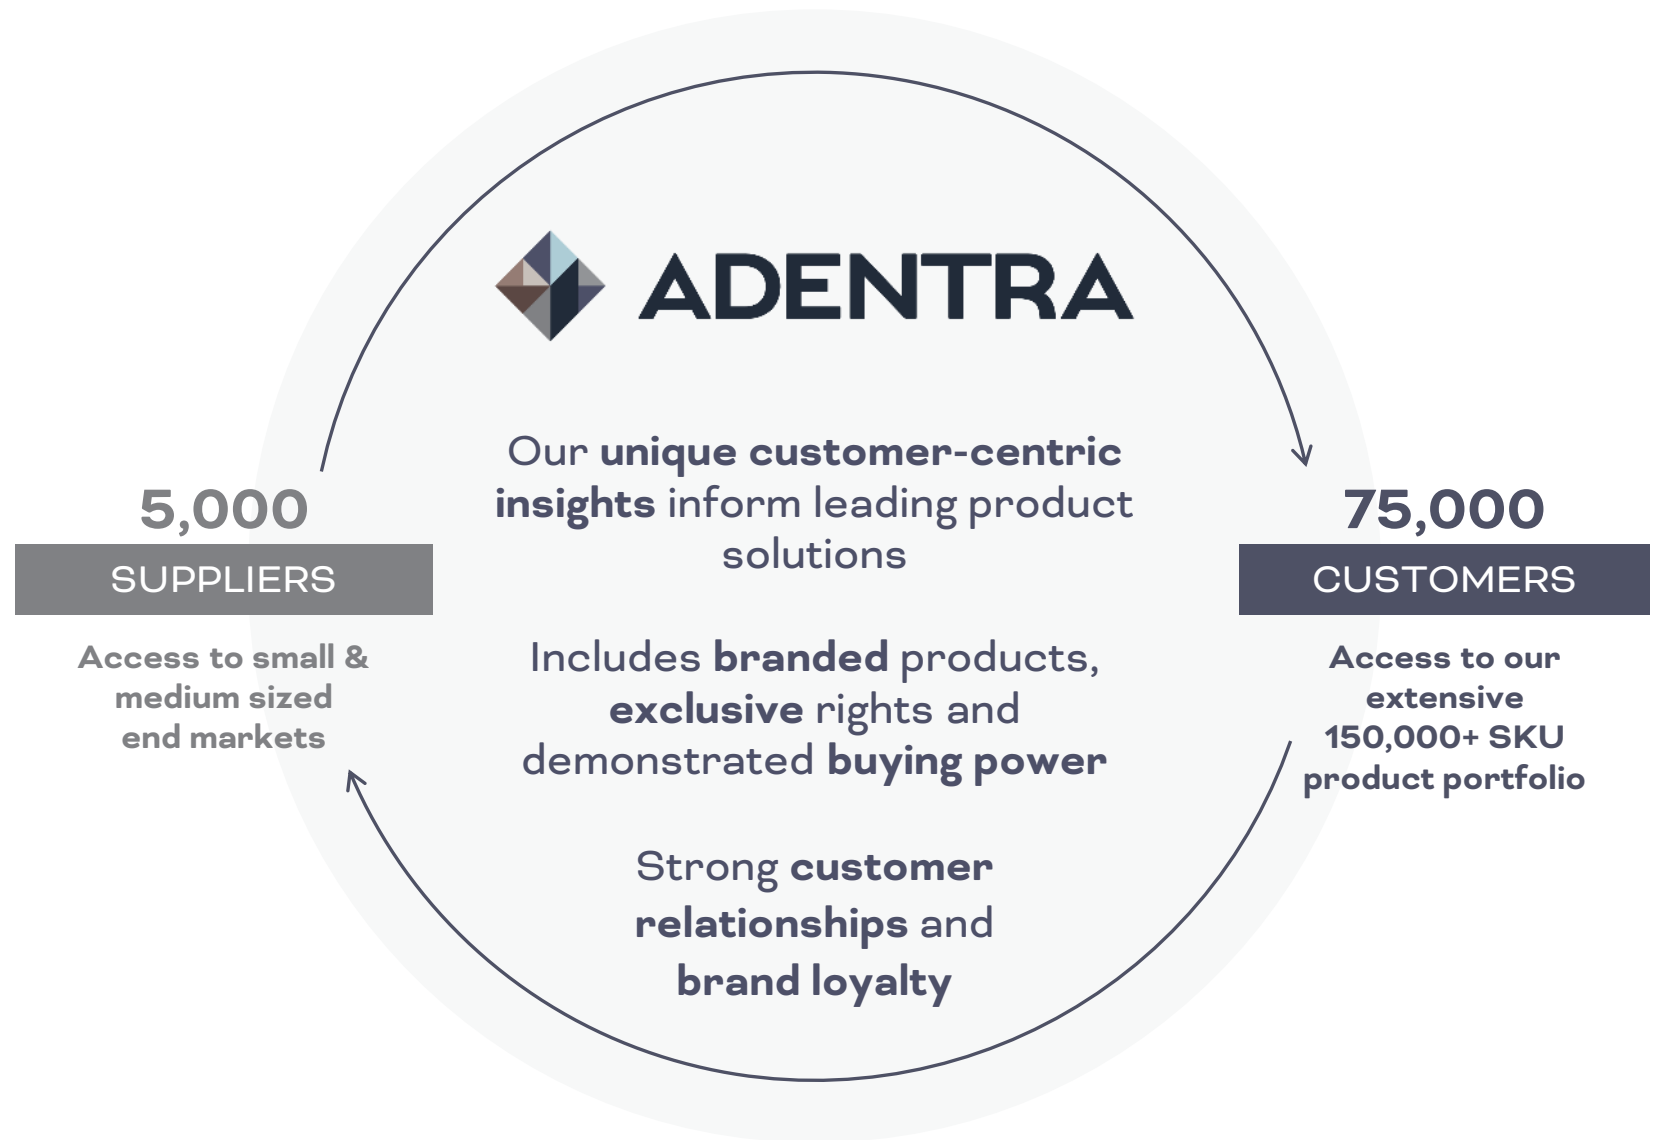 ADENTRA
Our unique customer-centric
insights inform leading product
solutions
Includes branded products,
exclusive rights and
demonstrated buying power
Strong customer
relationships and
brand loyalty
5,000
SUPPLIERS
Access to small &
medium sized
end markets
75,000
CUSTOMERS
Access to our
extensive
150,000+ SKU
product portfolio